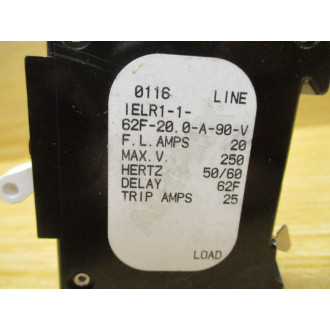 0116 LINE
IELR1-1-
62F-20.0-A-90-V
F.L.AMPS 20
MAX.V. 250
HERTZ 50/60
DELAY 62F
TRIP AMPS 25
LOAD